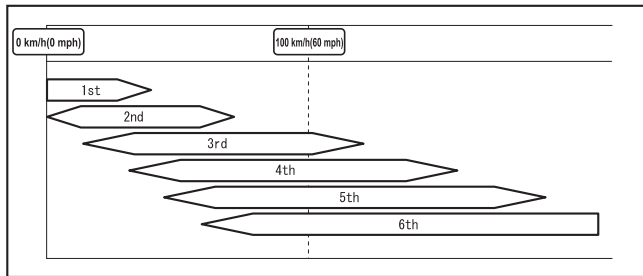 0 km/h(0 mph)
100 km/h(60 mph)
1st
2nd
3rd
4th
5th
6th